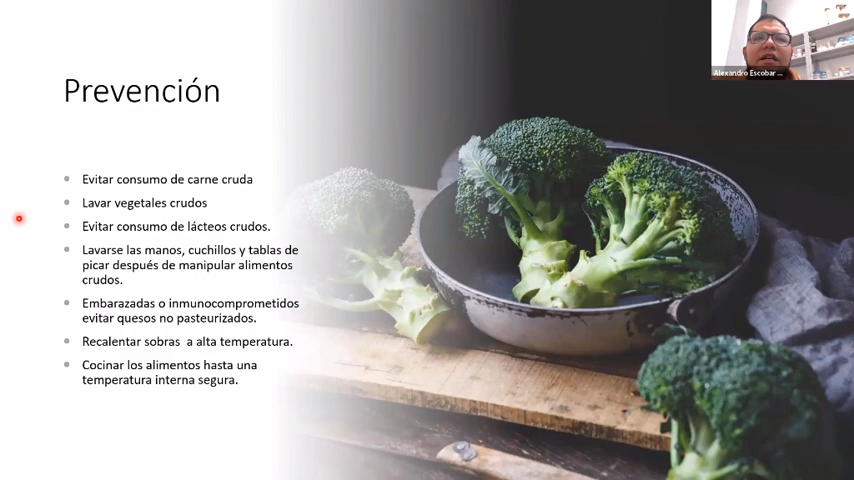 Alexandro Escobar ...
Prevención
Evitar consumo de carne cruda
Lavar vegetales crudos
Evitar consumo de lácteos crudos.
Lavarse las manos, cuchillos y tablas de
picar después de manipular alimentos
crudos.
Embarazadas o inmunocomprometidos
evitar quesos no pasteurizados.
Recalentar sobras  a alta temperatura.
Cocinar los alimentos hasta una
temperatura interna segura.